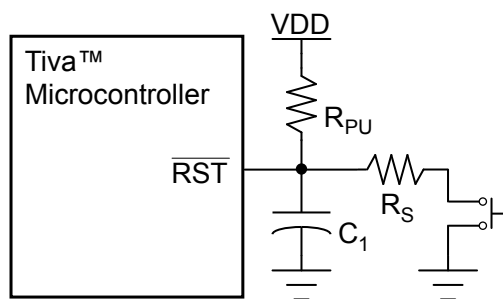 VDD
Tiva™
Microcontroller
R_PU
RST
R_S
C_1